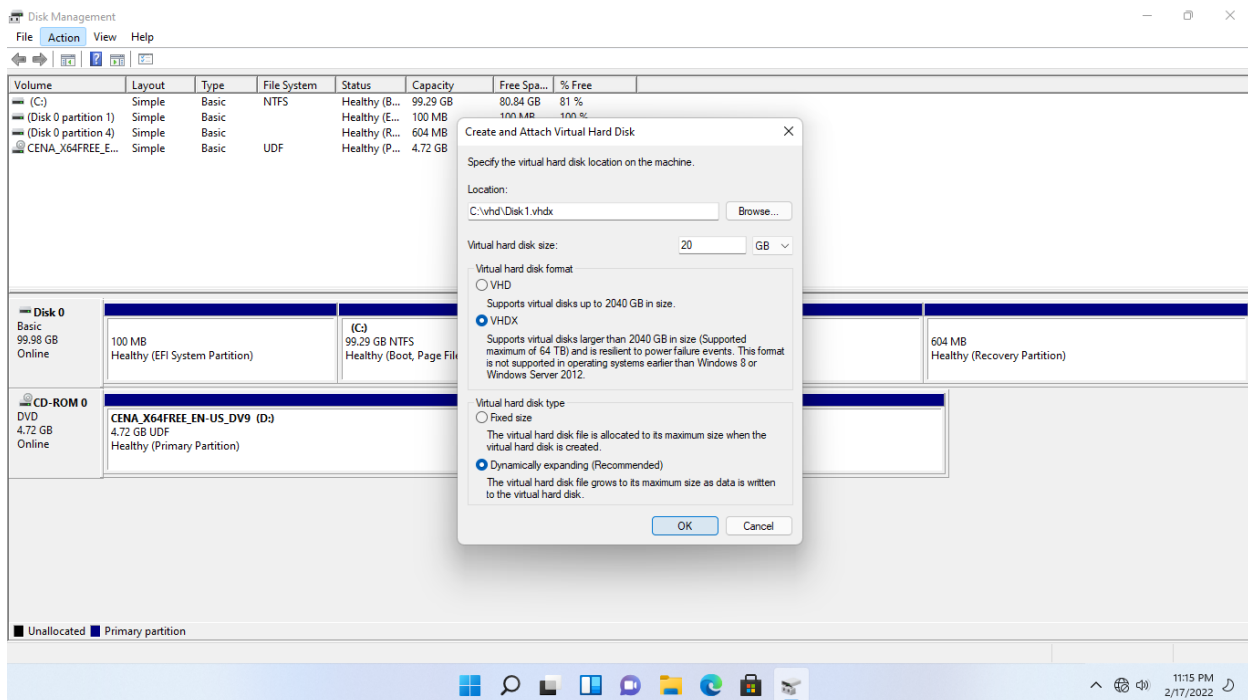 Disk Management
File Action View Help
Volume Layout Type File System Status Capacity Free Spa... % Free
(C:) Simple Basic NTFS Healthy (B... 99.29 GB 80.84 GB 81 %
(Disk 0 partition 1) Simple Basic Healthy (E... 100 MB 100 MB 100 %
(Disk 0 partition 4) Simple Basic Healthy (R... 604 MB
CENA_X64FREE_E... Simple Basic UDF Healthy (P... 4.72 GB
Create and Attach Virtual Hard Disk
Specify the virtual hard disk location on the machine.
Location:
C:\vhd\Disk1.vhdx Browse...
Virtual hard disk size: 20 GB
Virtual hard disk format
VHD
Supports virtual disks up to 2040 GB in size.
VHDX
Supports virtual disks larger than 2040 GB in size (Supported
maximum of 64 TB) and is resilient to power failure events. This format
is not supported in operating systems earlier than Windows 8 or
Windows Server 2012.
Virtual hard disk type
Fixed size
The virtual hard disk file is allocated to its maximum size when the
virtual hard disk is created.
Dynamically expanding (Recommended)
The virtual hard disk file grows to its maximum size as data is written
to the virtual hard disk.
OK Cancel
Disk 0
Basic
99.98 GB
Online
100 MB
Healthy (EFI System Partition)
(C:)
99.29 GB NTFS
Healthy (Boot, Page File
604 MB
Healthy (Recovery Partition)
CD-ROM 0
DVD
4.72 GB
Online
CENA_X64FREE_EN-US_DV9 (D:)
4.72 GB UDF
Healthy (Primary Partition)
Unallocated Primary partition
11:15 PM
2/17/2022